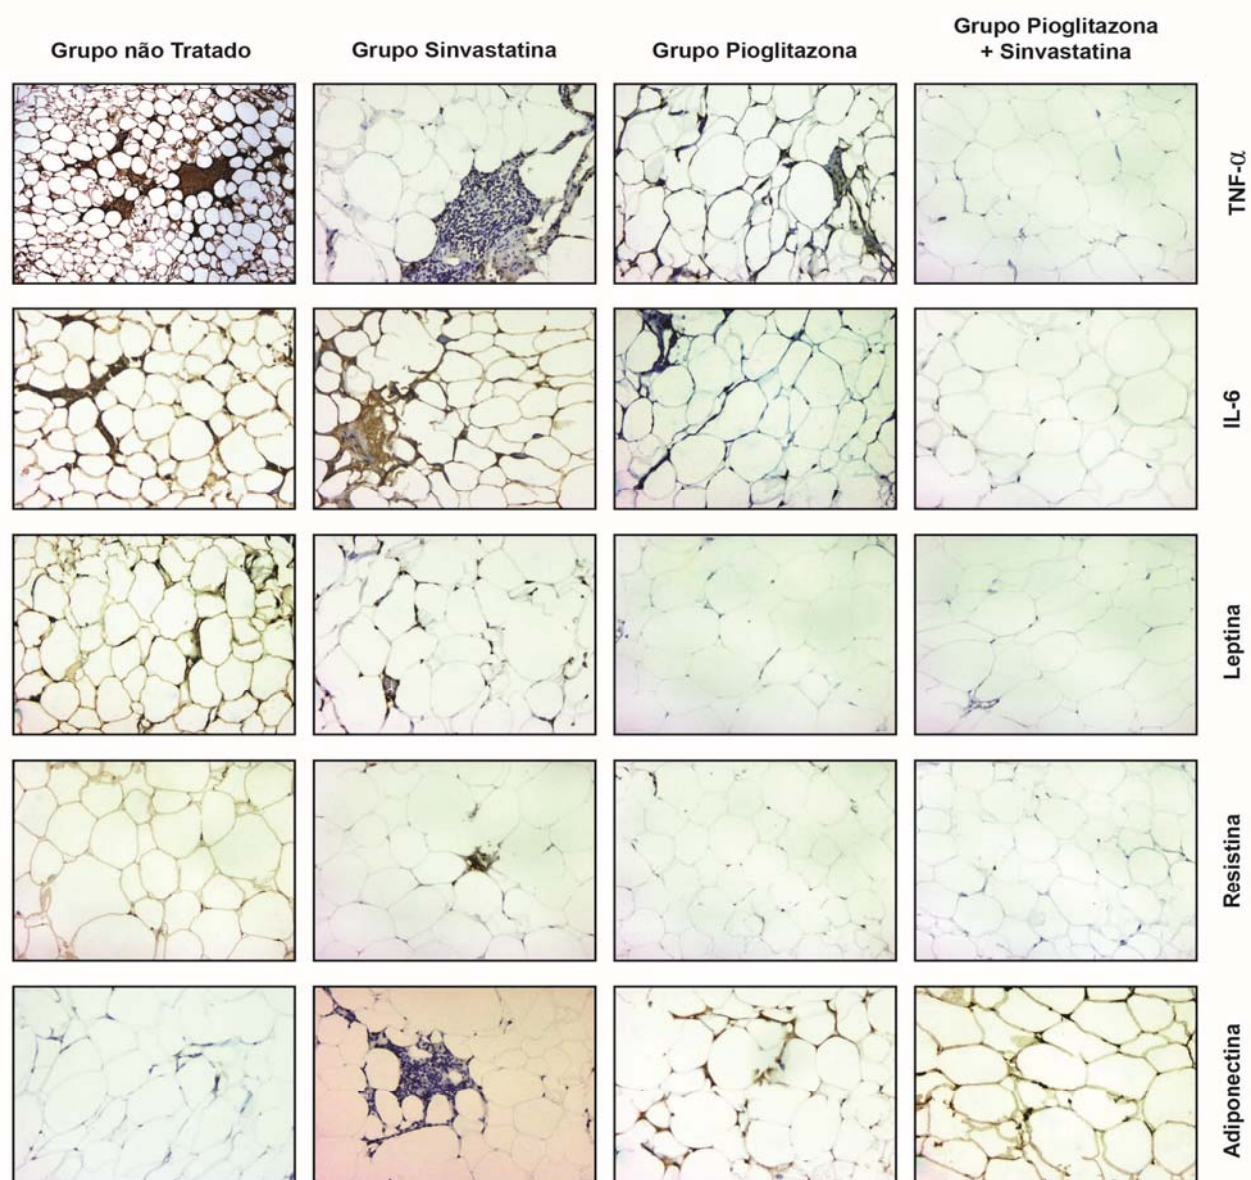 Grupo não Tratado
Grupo Sinvastatina
Grupo Pioglitazona
Grupo Pioglitazona
+ Sinvastatina
TNF-α
IL-6
Leptina
Resistina
Adiponectina